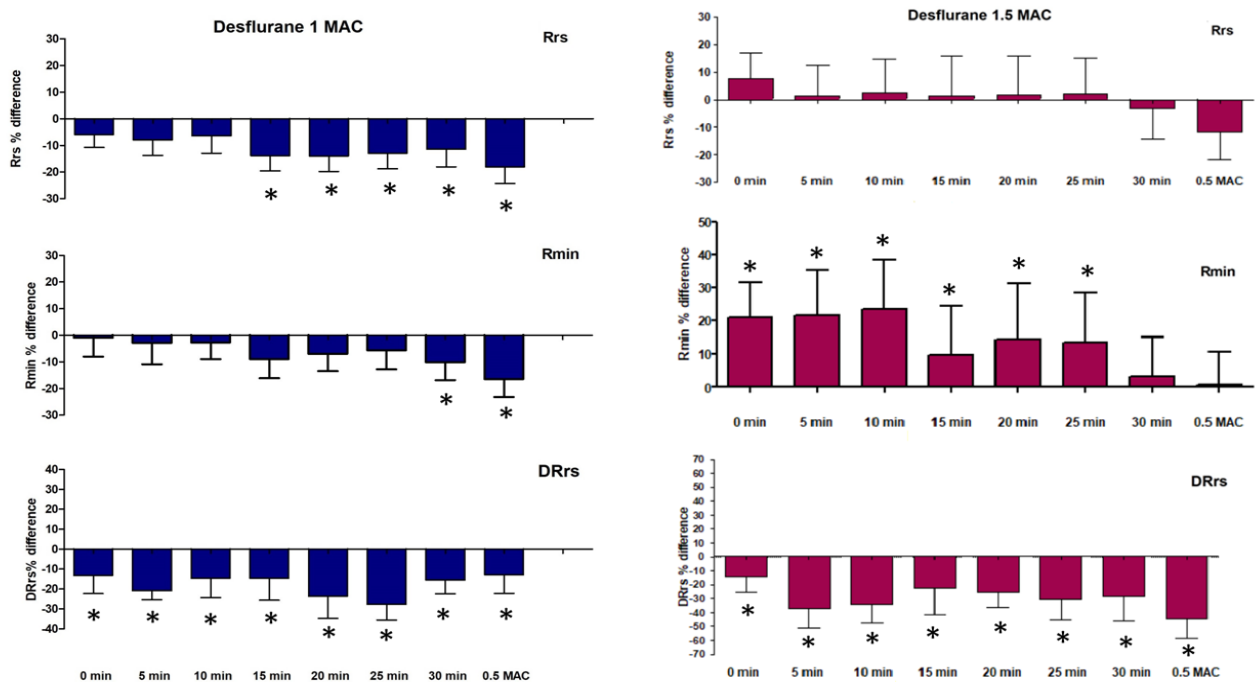 Desflurane 1 MAC
Rrs
Rrs % difference
30
20
10
0
-10
-20
-30
* * * * *
Rmin
Rmin % difference
30
20
10
0
-10
-20
-30
* *
DRrs
DRrs% difference
40
30
20
10
0
-10
-20
-30
-40
* * * * * * * *
0 min 5 min 10 min 15 min 20 min 25 min 30 min 0.5 MAC
Desflurane 1.5 MAC
Rrs
Rrs % difference
30
20
10
0
-10
-20
-30
0 min 5 min 10 min 15 min 20 min 25 min 30 min 0.5 MAC
Rmin
Rmin % difference
50
40
30
20
10
0
* * * * * *
0 min 5 min 10 min 15 min 20 min 25 min 30 min 0.5 MAC
DRrs
DRrs % difference
70
60
50
40
30
20
10
0
-10
-20
-30
-40
-50
-60
-70
* * * * * * * *
0 min 5 min 10 min 15 min 20 min 25 min 30 min 0.5 MAC